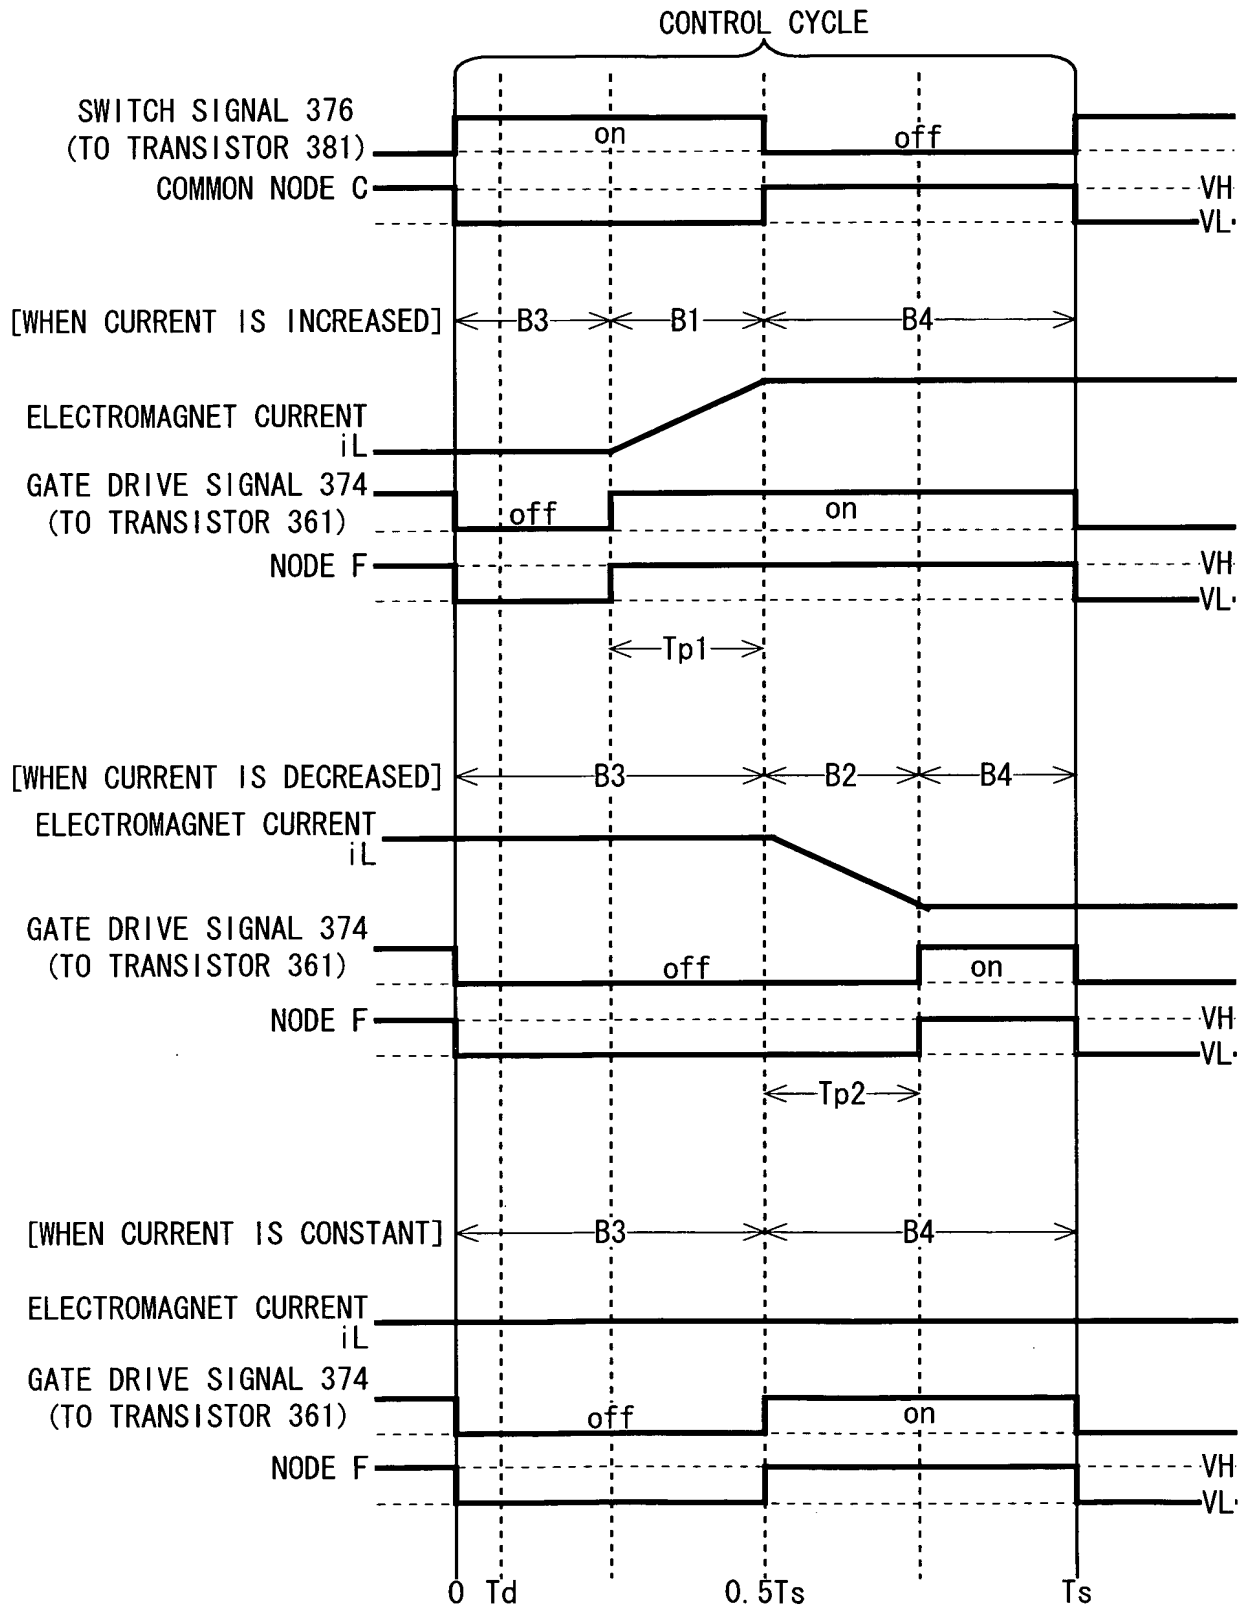 CONTROL CYCLE
SWITCH SIGNAL 376
(TO TRANSISTOR 381)
on
off
COMMON NODE C
VH
VL
[WHEN CURRENT IS INCREASED]
B3
B1
B4
ELECTROMAGNET CURRENT
iL
GATE DRIVE SIGNAL 374
(TO TRANSISTOR 361)
off
on
NODE F
VH
VL
Tp1
[WHEN CURRENT IS DECREASED]
B3
B2
B4
ELECTROMAGNET CURRENT
iL
GATE DRIVE SIGNAL 374
(TO TRANSISTOR 361)
off
on
NODE F
VH
VL
Tp2
[WHEN CURRENT IS CONSTANT]
B3
B4
ELECTROMAGNET CURRENT
iL
GATE DRIVE SIGNAL 374
(TO TRANSISTOR 361)
off
on
NODE F
VH
VL
0 Td 0.5Ts Ts